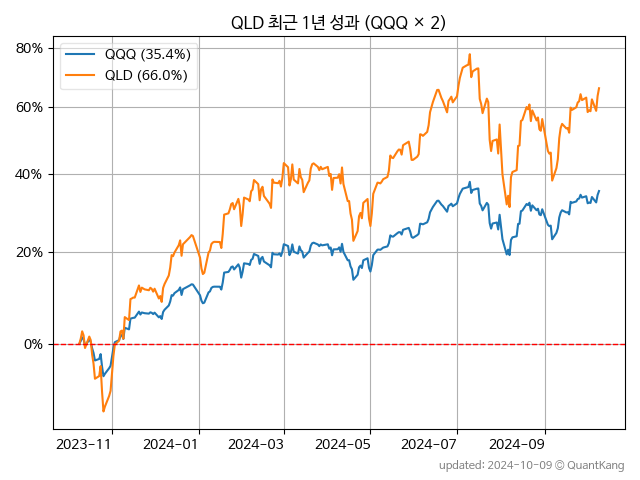 QLD 최근 1년 성과 (QQQ × 2)
QQQ (35.4%)
QLD (66.0%)
80%
60%
40%
20%
0%
2023-11
2024-01
2024-03
2024-05
2024-07
2024-09
updated: 2024-10-09 © QuantKang